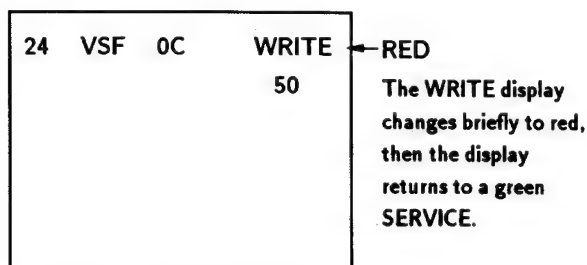 24 VSF 0C WRITE RED
50
The WRITE display
changes briefly to red,
then the display
returns to a green
SERVICE.